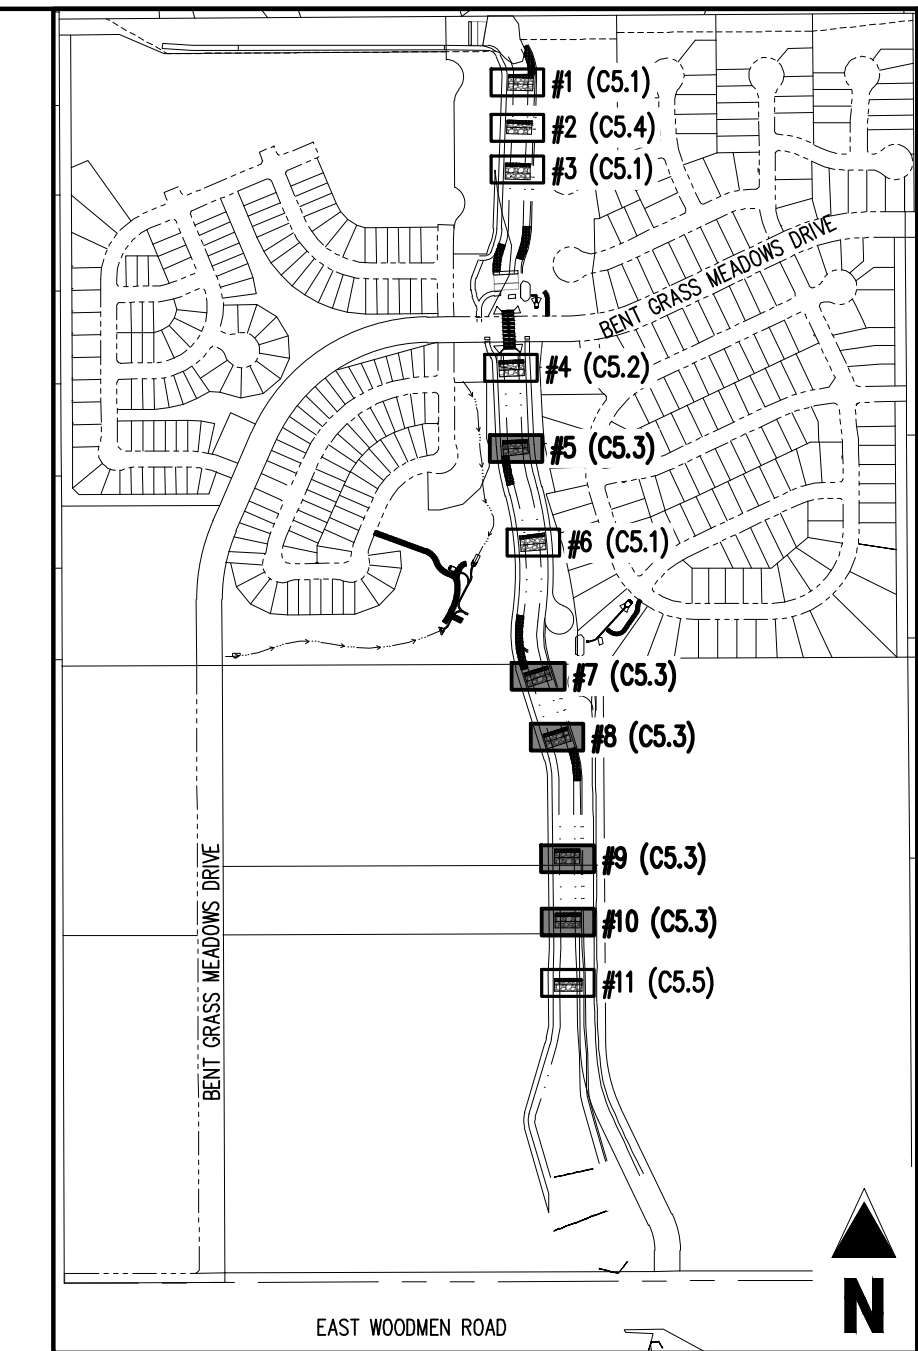 #1 (C5.1)
#2 (C5.4)
#3 (C5.1)
BENT GRASS MEADOWS DRIVE
#4 (C5.2)
#5 (C5.3)
#6 (C5.1)
#7 (C5.3)
#8 (C5.3)
#9 (C5.3)
#10 (C5.3)
#11 (C5.5)
BENT GRASS MEADOWS DRIVE
N
EAST WOODMEN ROAD